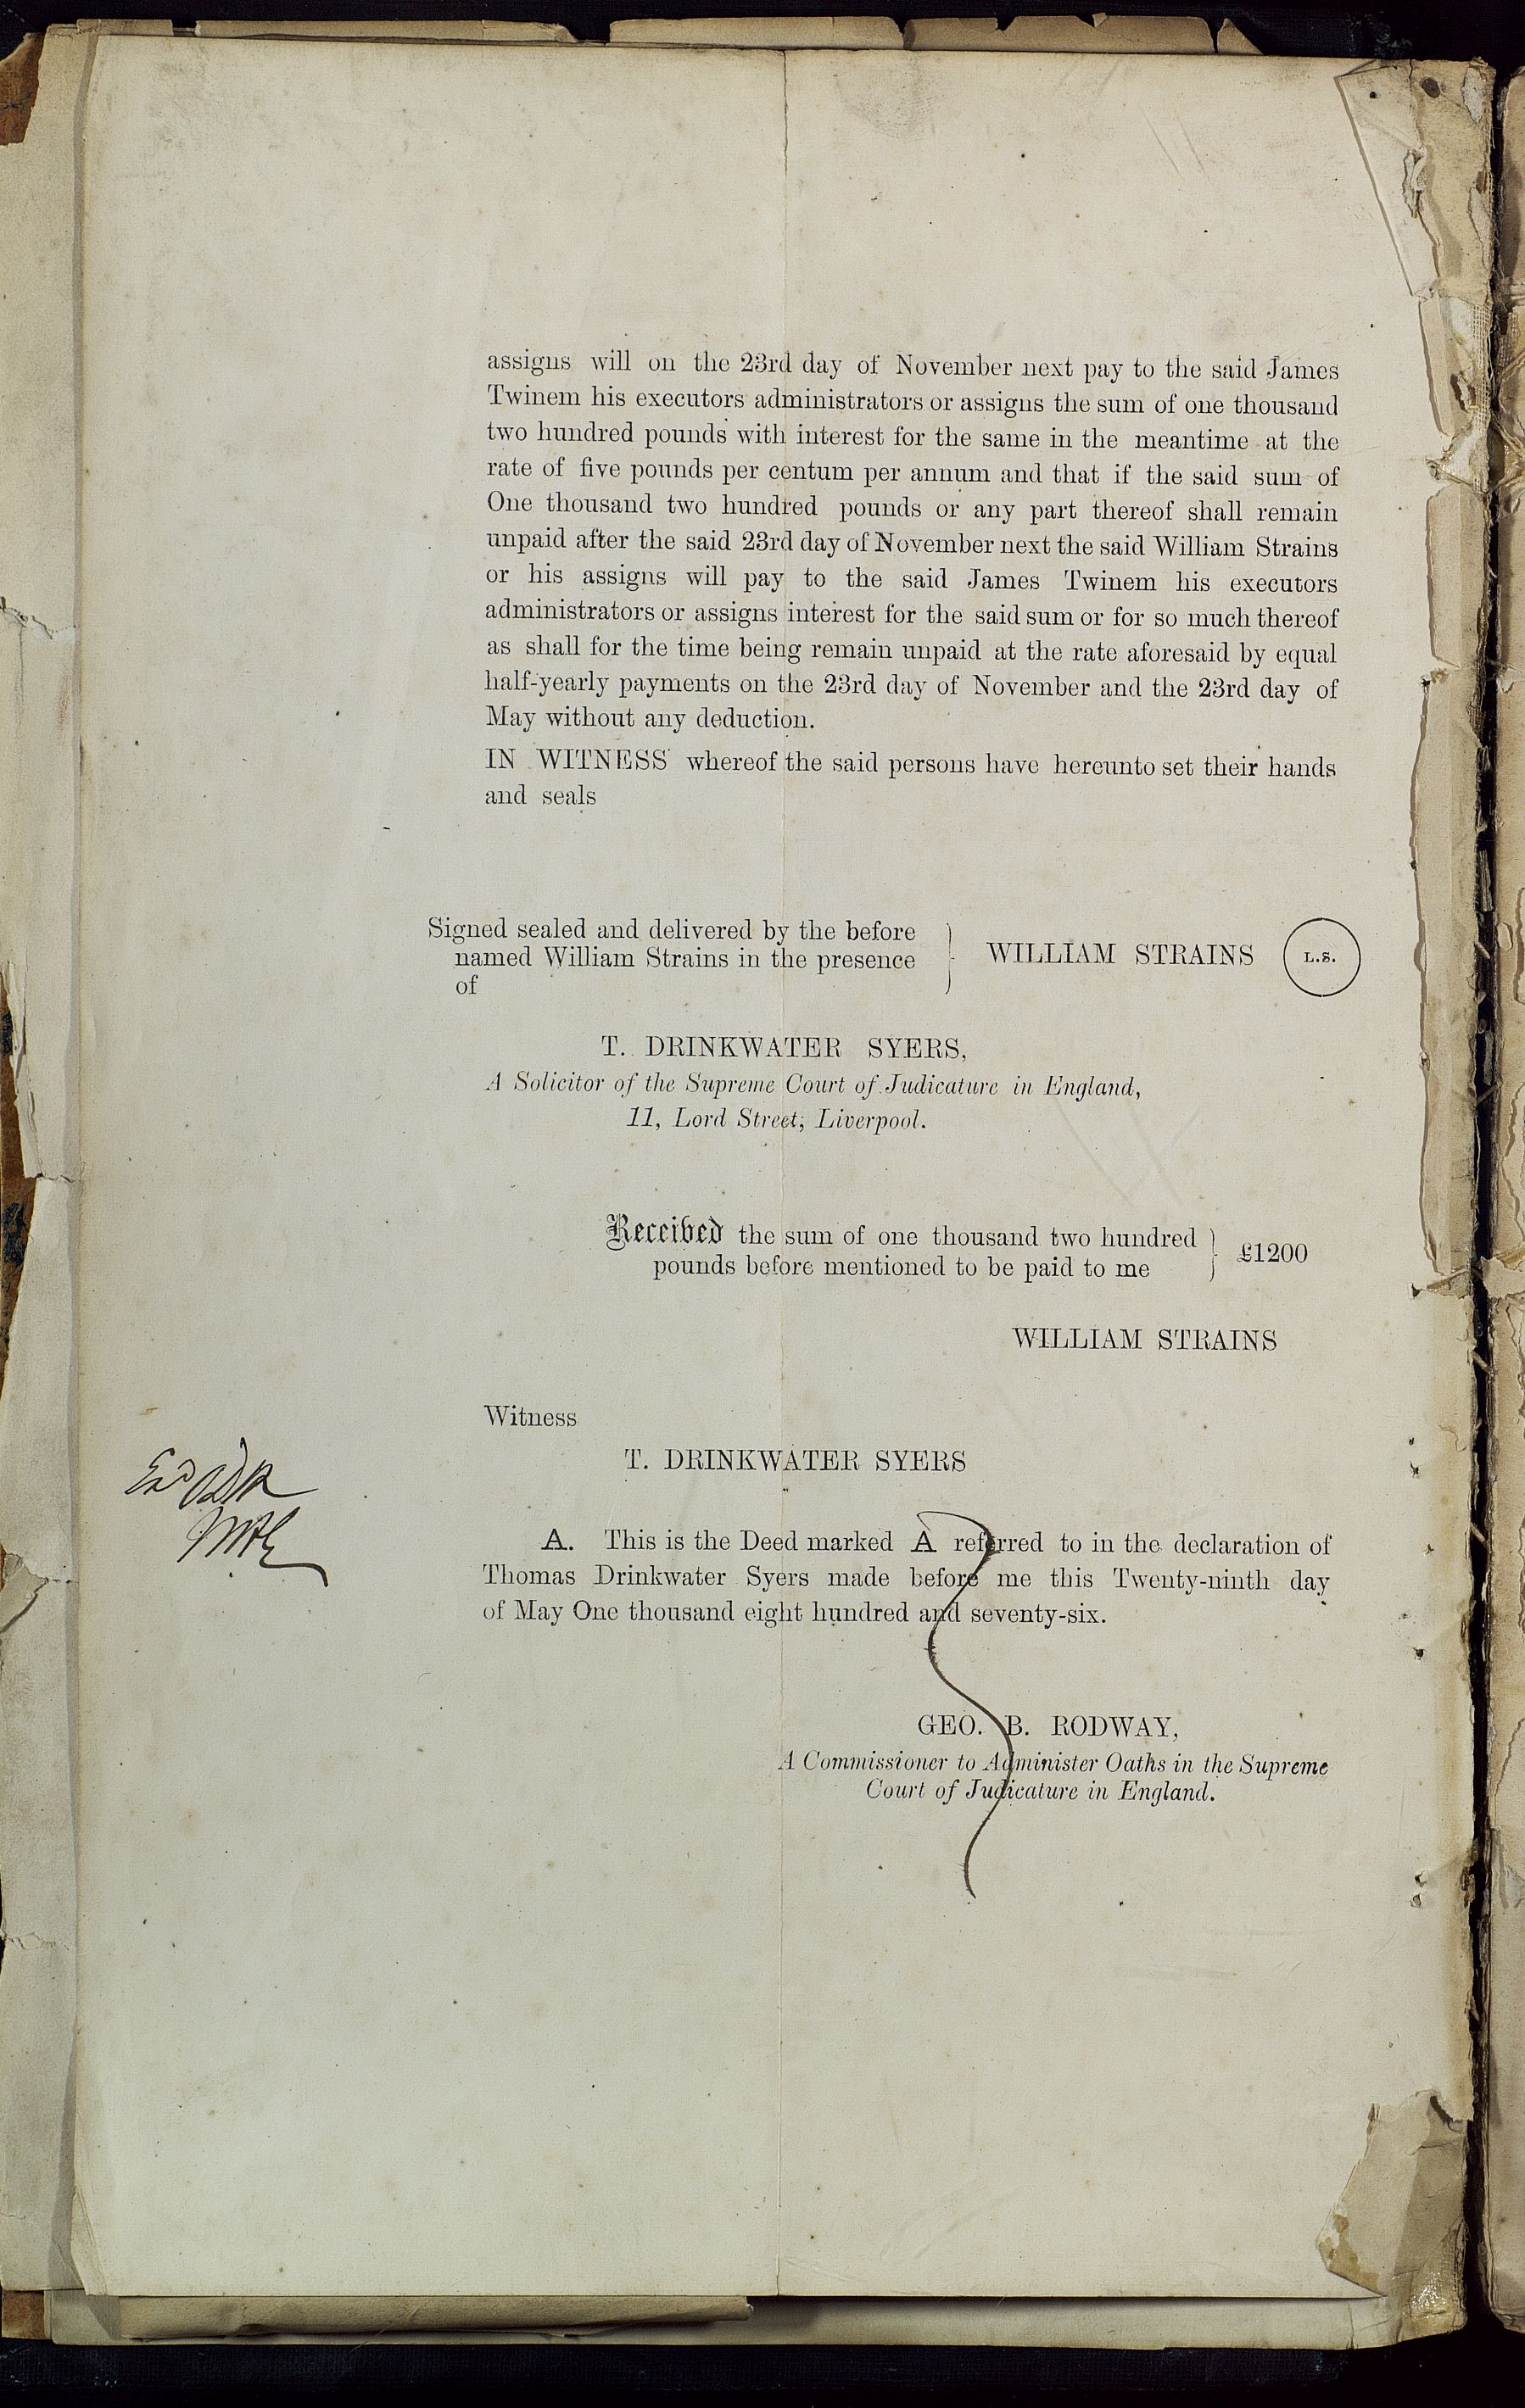 assigns will on the 23rd day of November next pay to the said James
Twinem his executors administrators or assigns the sum of one thousand
two hundred pounds with interest for the same in the meantime at the
rate of five pounds per centum per annum and that if the said sum of
One thousand two hundred pounds or any part thereof shall remain
unpaid after the said 23rd day of November next the said William Strains
or his assigns will pay to the said James Twinem his executors
administrators or assigns interest for the said sum or for so much thereof
as shall for the time being remain unpaid at the rate aforesaid by equal
half-yearly payments on the 23rd day of November and the 23rd day of
May without any deduction.
IN WITNESS whereof the said persons have hereunto set their hands
and seals
Signed sealed and delivered by the before
named William Strains in the presence
of
WILLIAM STRAINS L.S.
T. DRINKWATER SYERS,
A Solicitor of the Supreme Court of Judicature in England,
11, Lord Street, Liverpool.
Received the sum of one thousand two hundred
pounds before mentioned to be paid to me
£1200
WILLIAM STRAINS
Witness
T. DRINKWATER SYERS
A. This is the Deed marked A referred to in the declaration of
Thomas Drinkwater Syers made before me this Twenty-ninth day
of May One thousand eight hundred and seventy-six.
GEO. B. RODWAY,
A Commissioner to Administer Oaths in the Supreme
Court of Judicature in England.